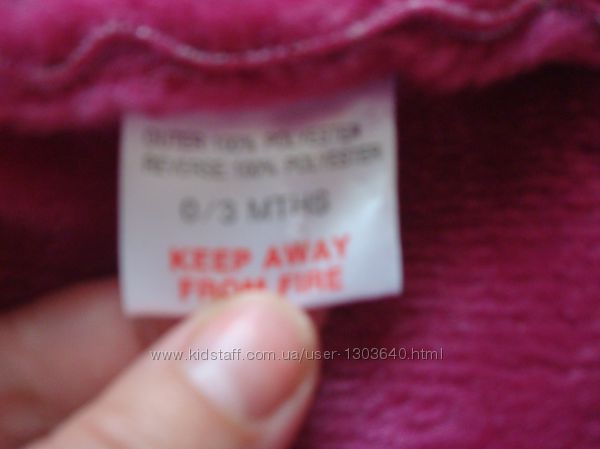 OUTER 100% POLYESTER
REVERSE 100% POLYESTER
0/3 MTHS
KEEP AWAY
FROM FIRE
www.kidstaff.com.ua/user-1303640.html